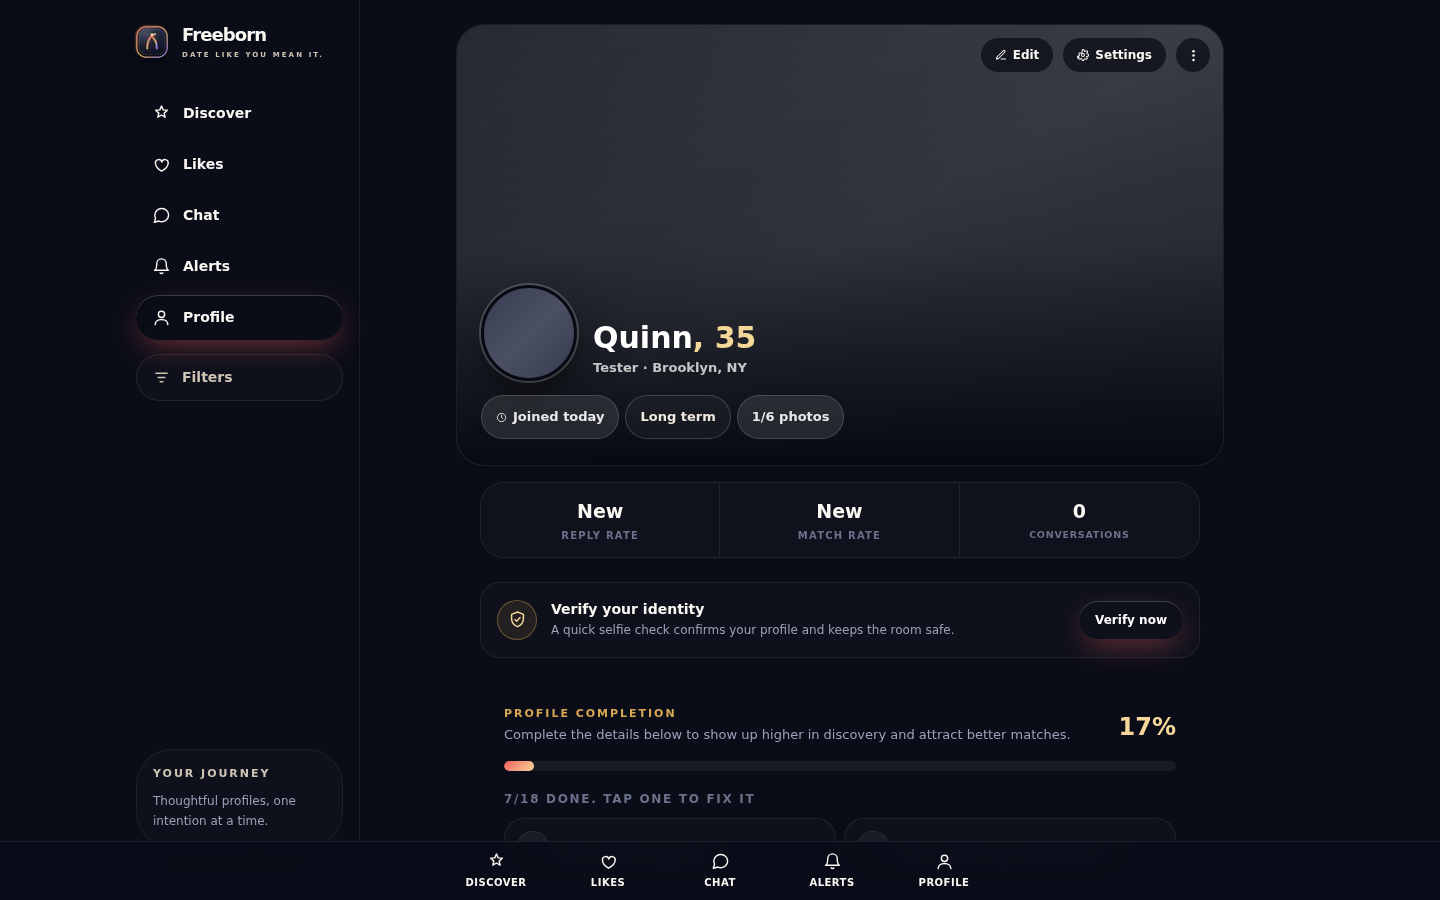 Freeborn
DATE LIKE YOU MEAN IT.
Discover
Likes
Chat
Alerts
Profile
Filters
YOUR JOURNEY
Thoughtful profiles, one
intention at a time.
Edit
Settings
Quinn, 35
Tester · Brooklyn, NY
Joined today
Long term
1/6 photos
New
REPLY RATE
New
MATCH RATE
0
CONVERSATIONS
Verify your identity
A quick selfie check confirms your profile and keeps the room safe.
Verify now
PROFILE COMPLETION
Complete the details below to show up higher in discovery and attract better matches.
17%
7/18 DONE. TAP ONE TO FIX IT
DISCOVER
LIKES
CHAT
ALERTS
PROFILE